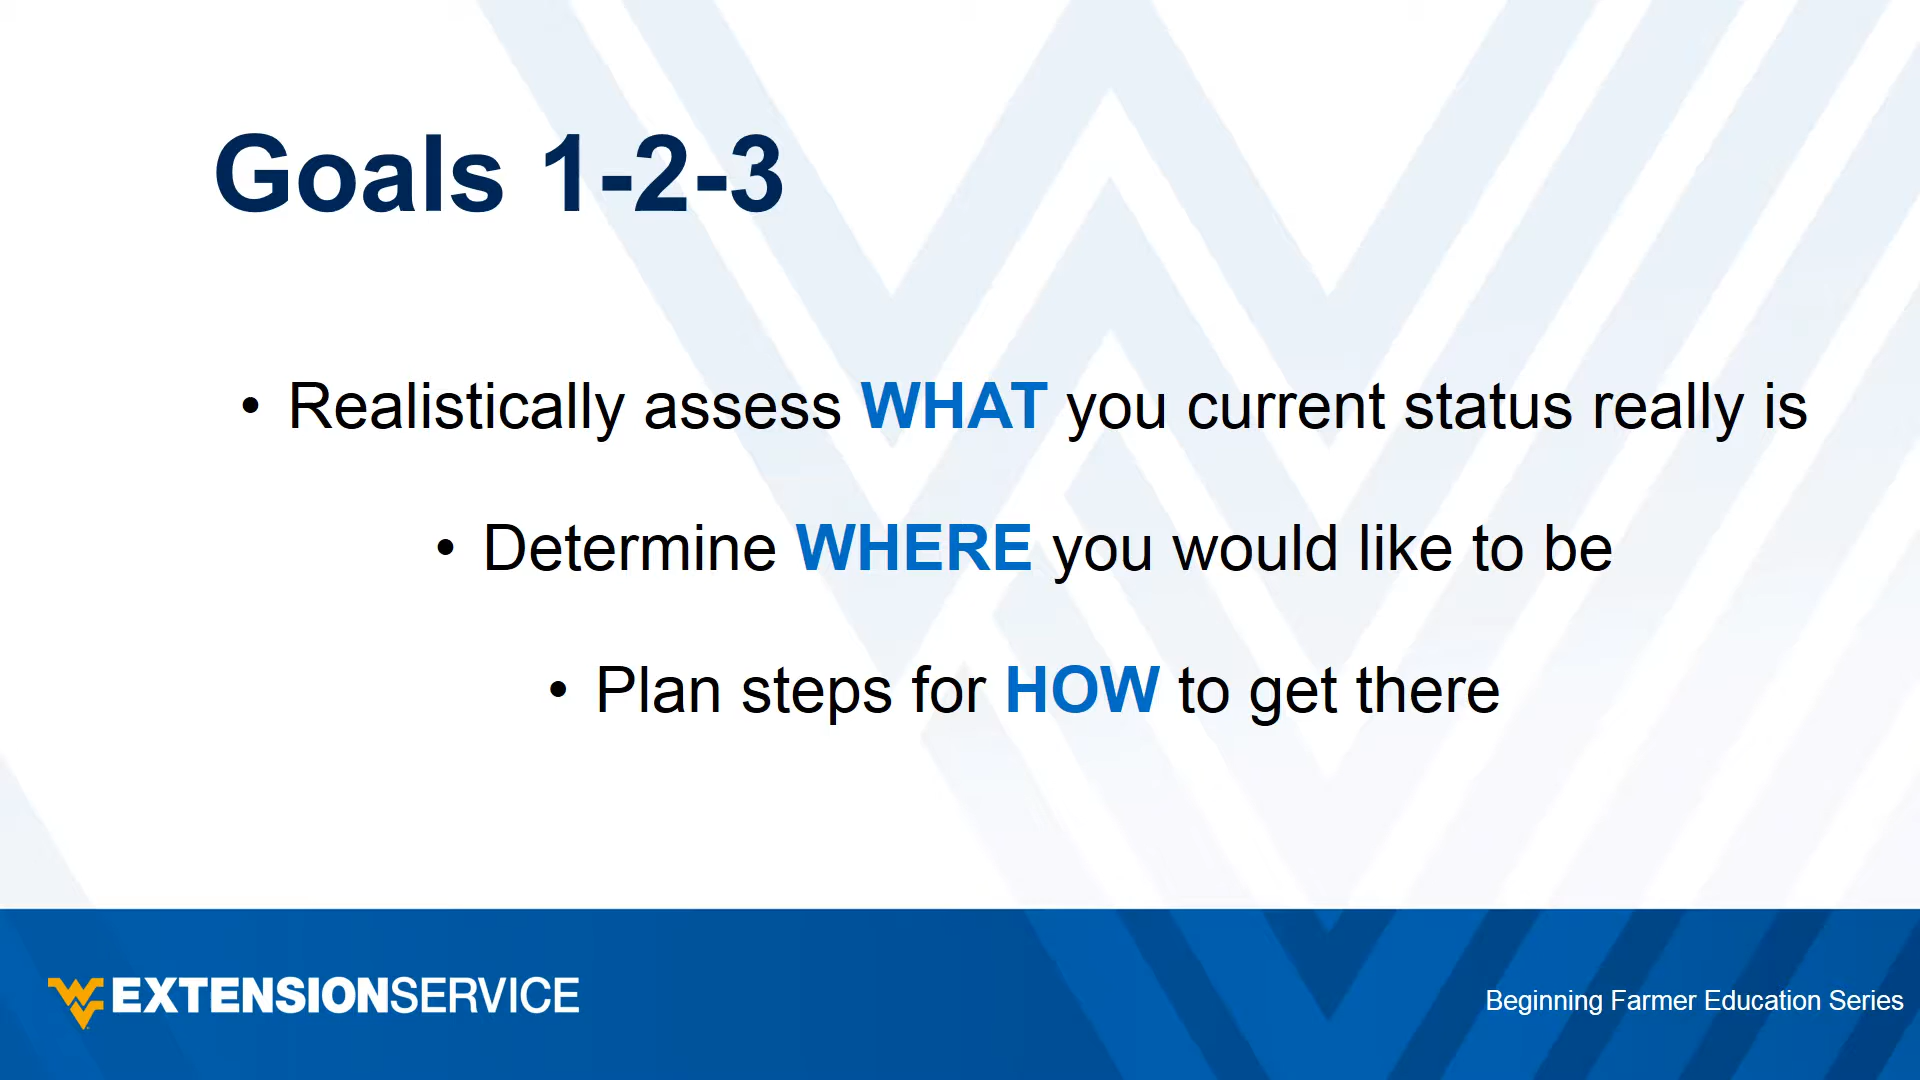 Goals 1-2-3
• Realistically assess WHAT you current status really is
• Determine WHERE you would like to be
• Plan steps for HOW to get there
WV EXTENSIONSERVICE
Beginning Farmer Education Series